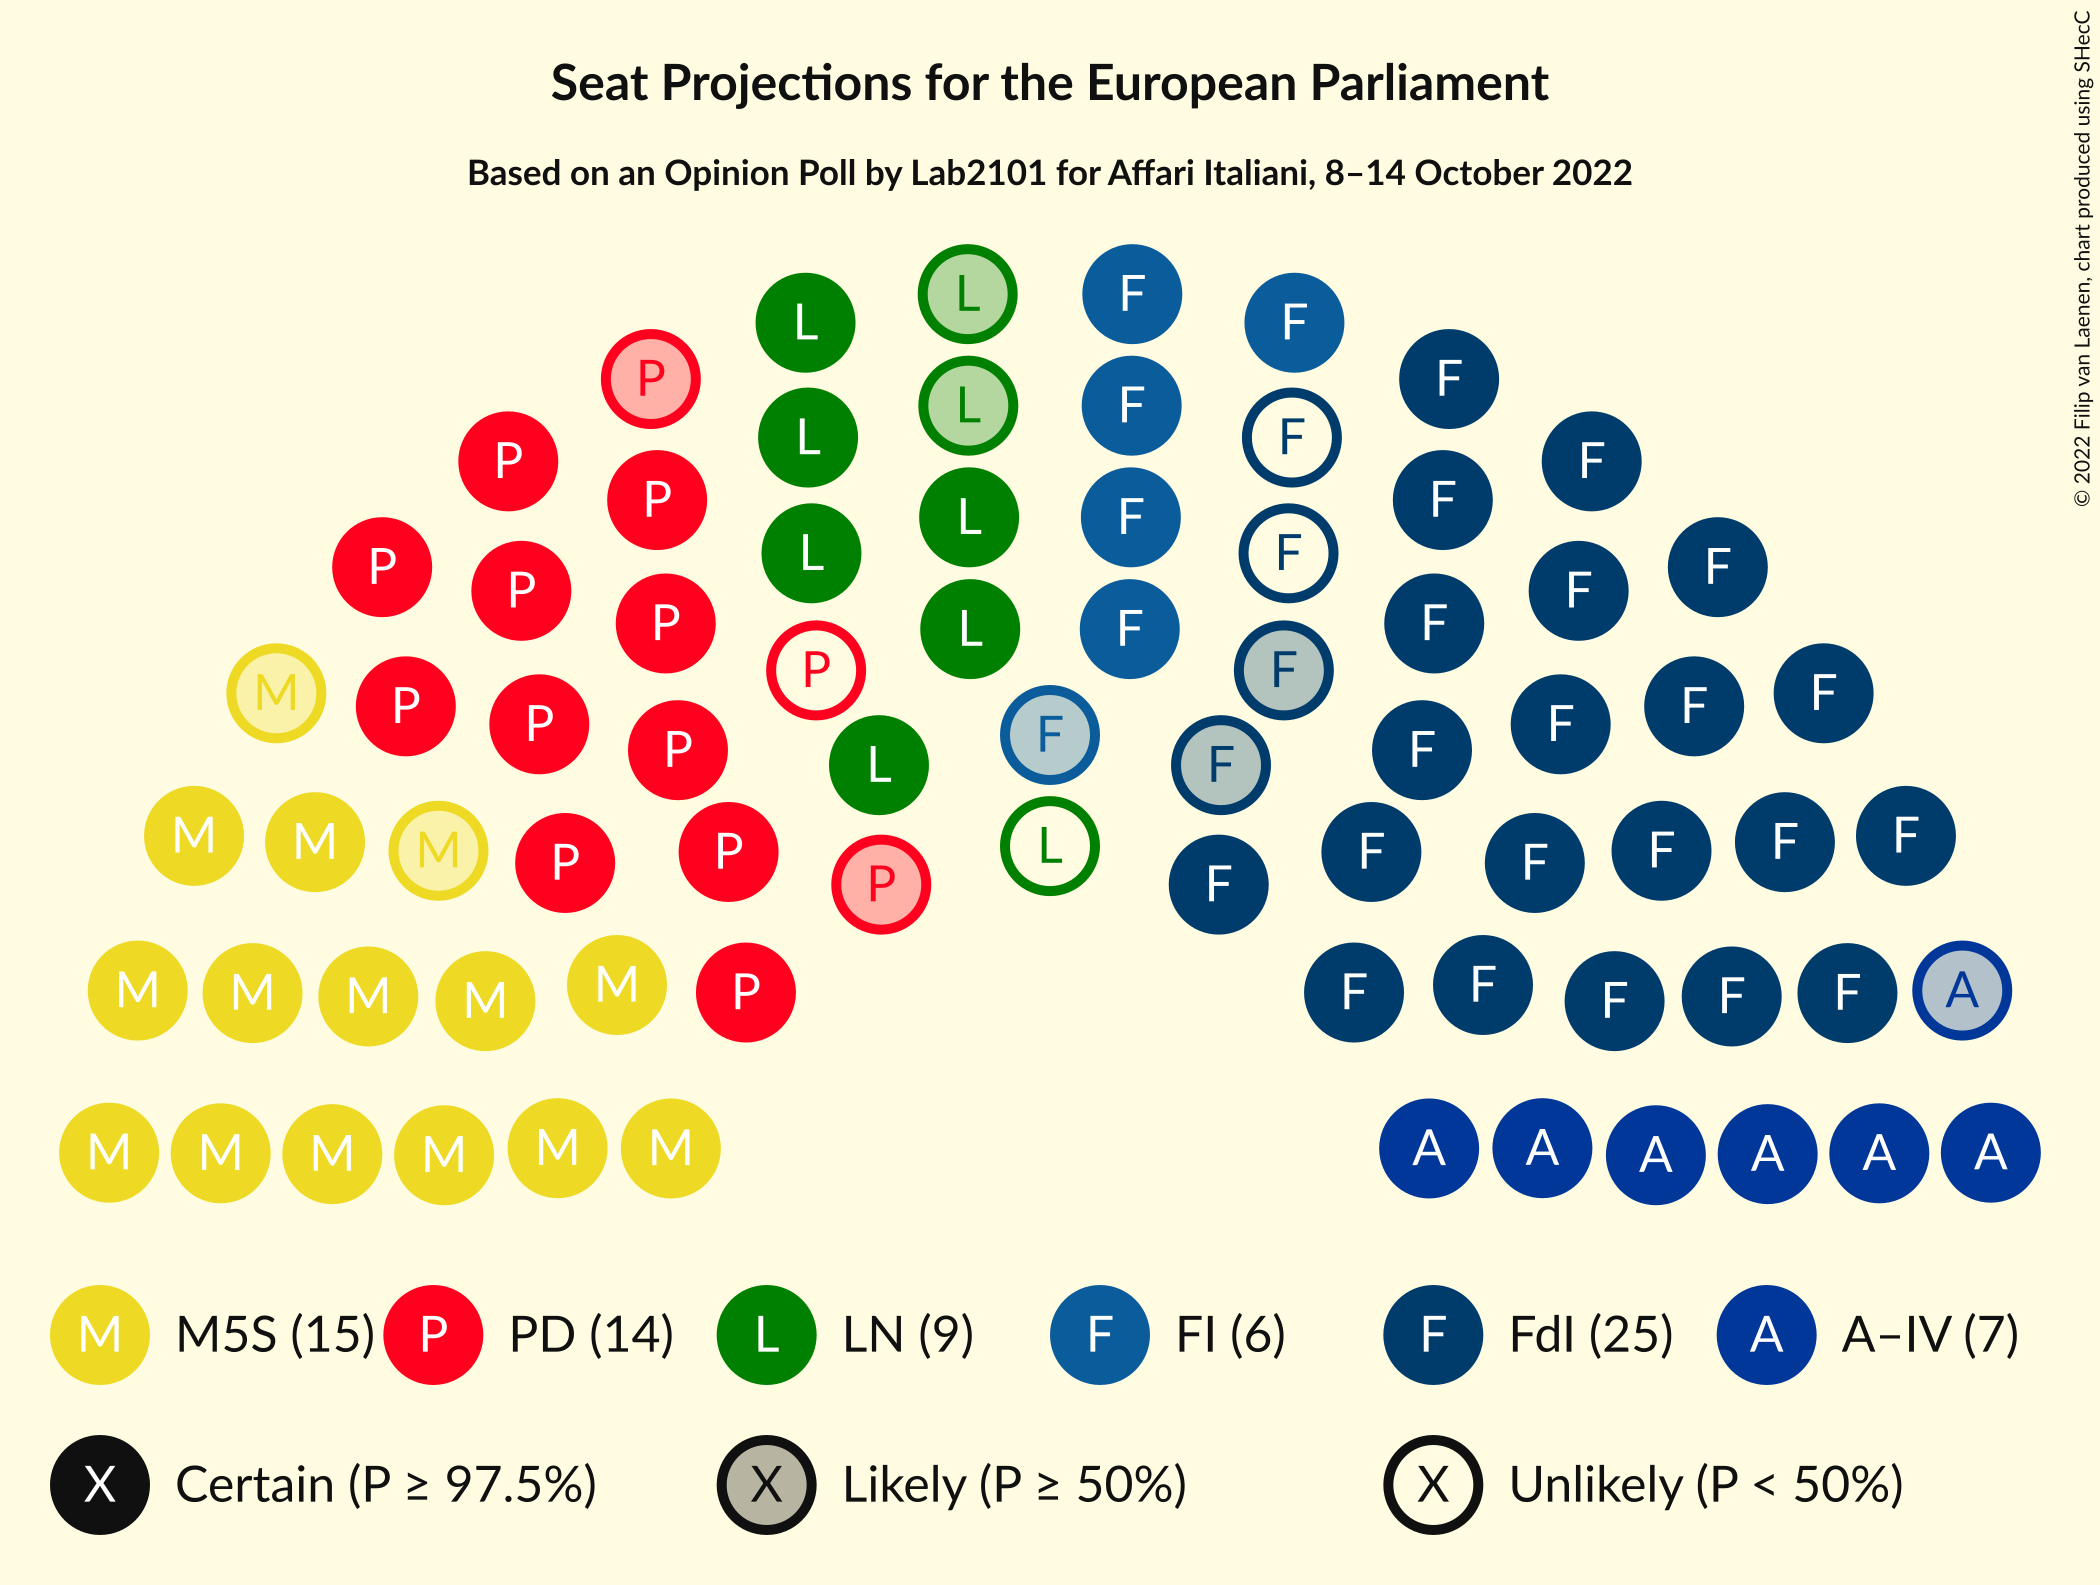 Seat Projections for the European Parliament
Based on an Opinion Poll by Lab2101 for Affari Italiani, 8–14 October 2022
© 2022 Filip van Laenen, chart produced using SHecC
L F
L F
P F
L F
L F
P F
P F
P F
L F
P F
P F
L F
P F
P F
L F
P F
M F
P F
P F
P F
F
L F
M F
M F
L
M F
P F
P F
P F
M A
M F
M F
M F
M F
P F
M M M M M M A A A A A A
M M5S (15) P PD (14) L LN (9) F FI (6) F FdI (25) A A–IV (7)
X Certain (P ≥ 97.5%) X Likely (P ≥ 50%) X Unlikely (P < 50%)